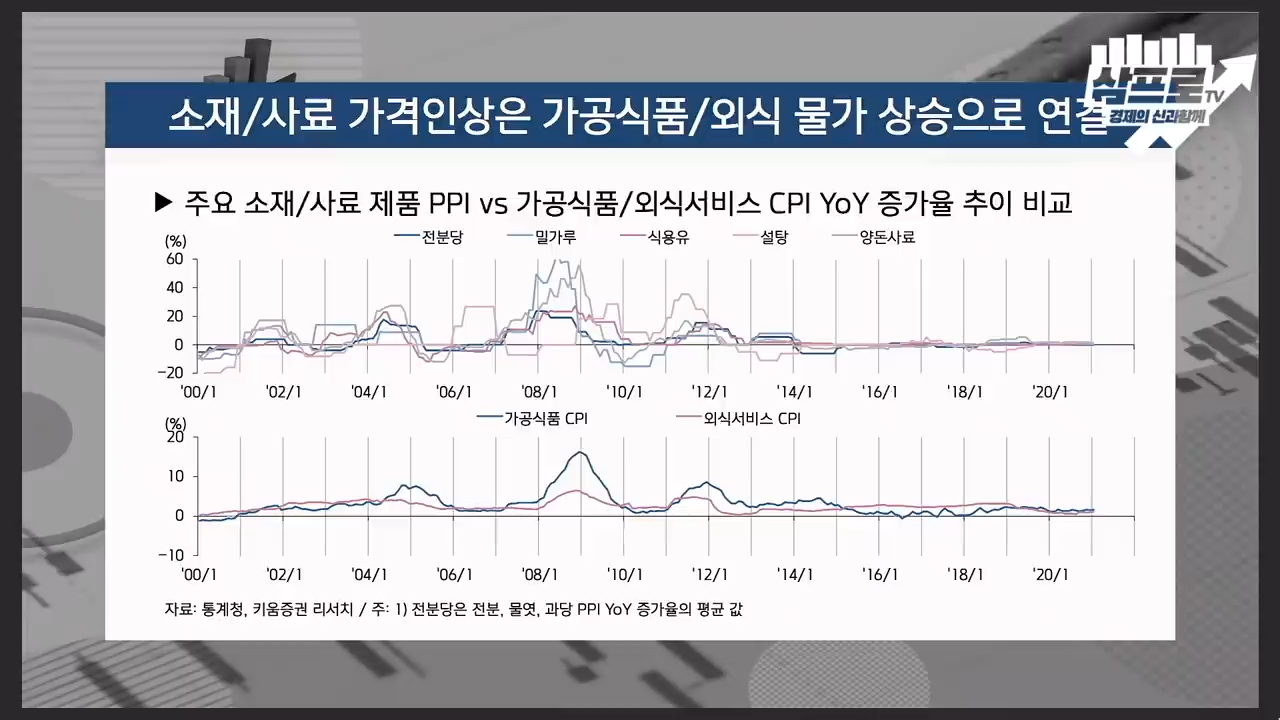 삼프로TV
경제의 신과함께
소재/사료 가격인상은 가공식품/외식 물가 상승으로 연결
▶ 주요 소재/사료 제품 PPI vs 가공식품/외식서비스 CPI YoY 증가율 추이 비교
(%)
전분당 밀가루 식용유 설탕 양돈사료
60
40
20
0
-20
'00/1 '02/1 '04/1 '06/1 '08/1 '10/1 '12/1 '14/1 '16/1 '18/1 '20/1
(%)
가공식품 CPI 외식서비스 CPI
20
10
0
-10
'00/1 '02/1 '04/1 '06/1 '08/1 '10/1 '12/1 '14/1 '16/1 '18/1 '20/1
자료: 통계청, 키움증권 리서치 / 주: 1) 전분당은 전분, 물엿, 과당 PPI YoY 증가율의 평균 값